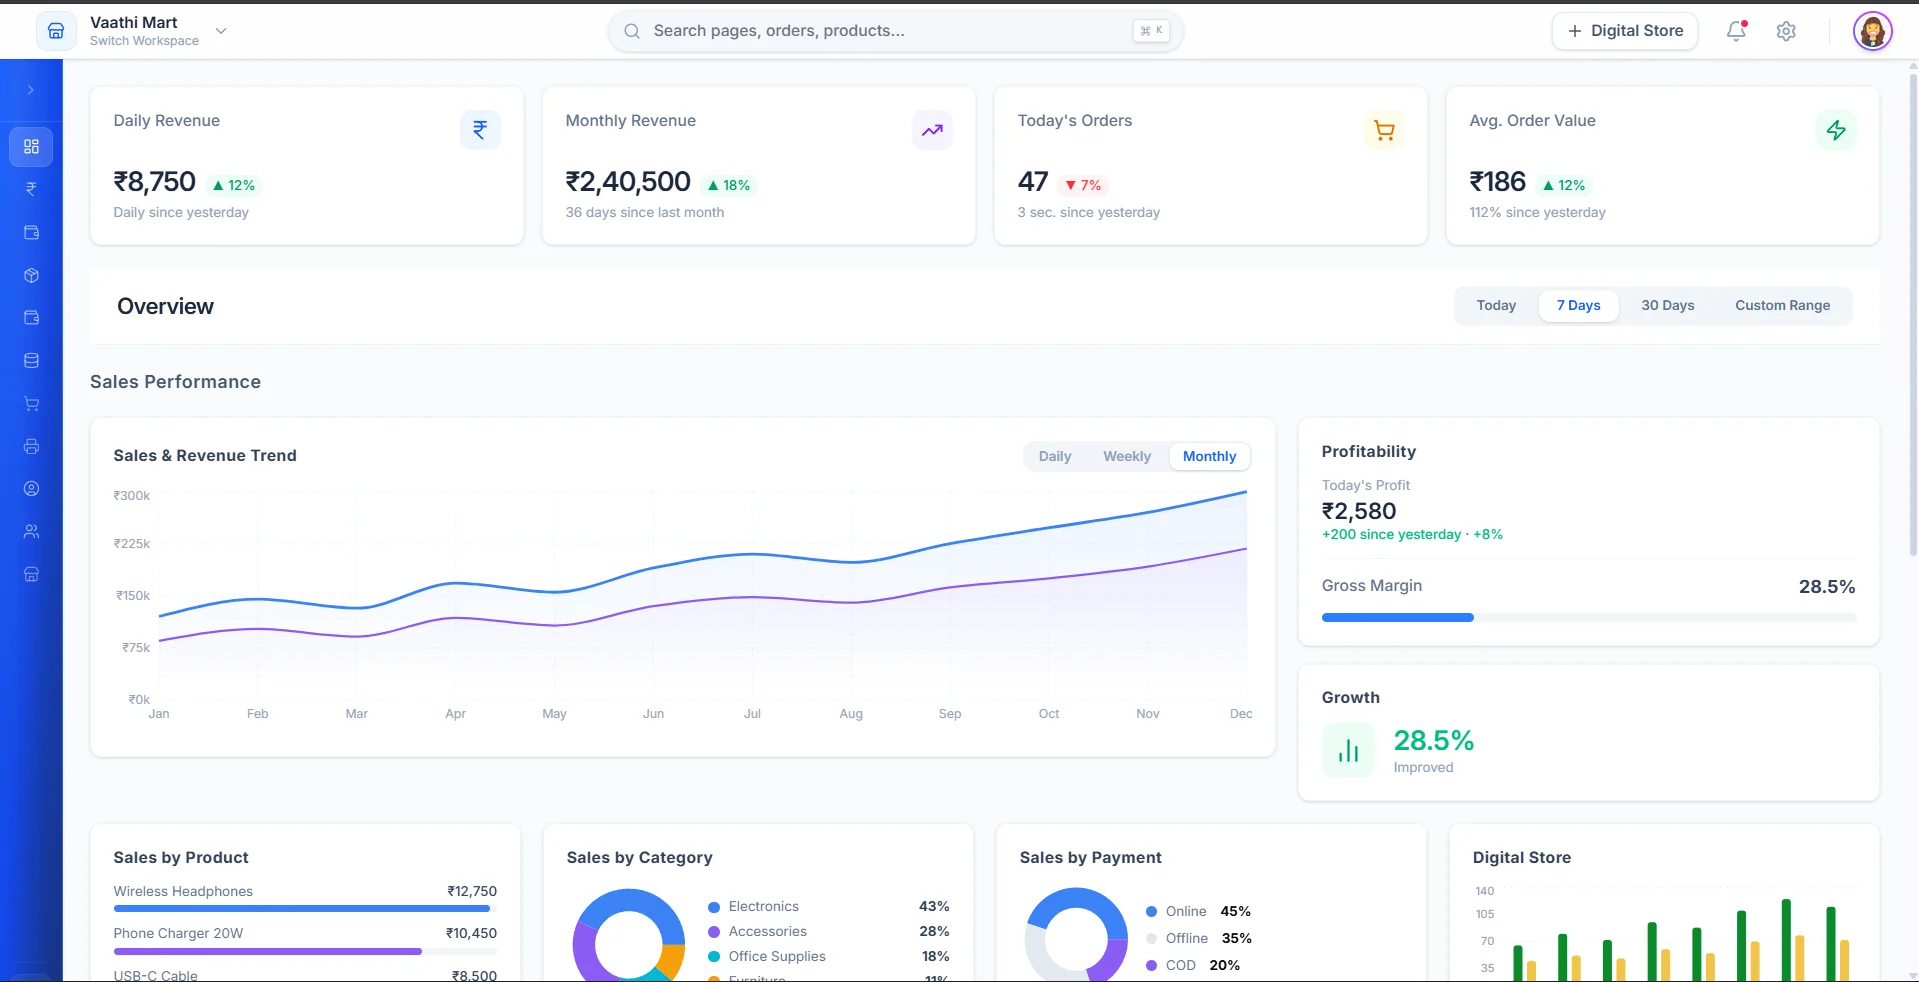 Vaathi Mart
Switch Workspace
Search pages, orders, products...
⌘ K
+ Digital Store
Daily Revenue
₹
₹8,750 ▲ 12%
Daily since yesterday
Monthly Revenue
₹2,40,500 ▲ 18%
36 days since last month
Today's Orders
47 ▼ 7%
3 sec. since yesterday
Avg. Order Value
₹186 ▲ 12%
112% since yesterday
Overview
Today 7 Days 30 Days Custom Range
Sales Performance
Sales & Revenue Trend
Daily Weekly Monthly
₹300k
₹225k
₹150k
₹75k
₹0k
Jan Feb Mar Apr May Jun Jul Aug Sep Oct Nov Dec
Profitability
Today's Profit
₹2,580
+200 since yesterday · +8%
Gross Margin 28.5%
Growth
28.5%
Improved
Sales by Product
Wireless Headphones ₹12,750
Phone Charger 20W ₹10,450
USB-C Cable ₹8,500
Sales by Category
Electronics 43%
Accessories 28%
Office Supplies 18%
Furniture 11%
Sales by Payment
Online 45%
Offline 35%
COD 20%
Digital Store
140
105
70
35